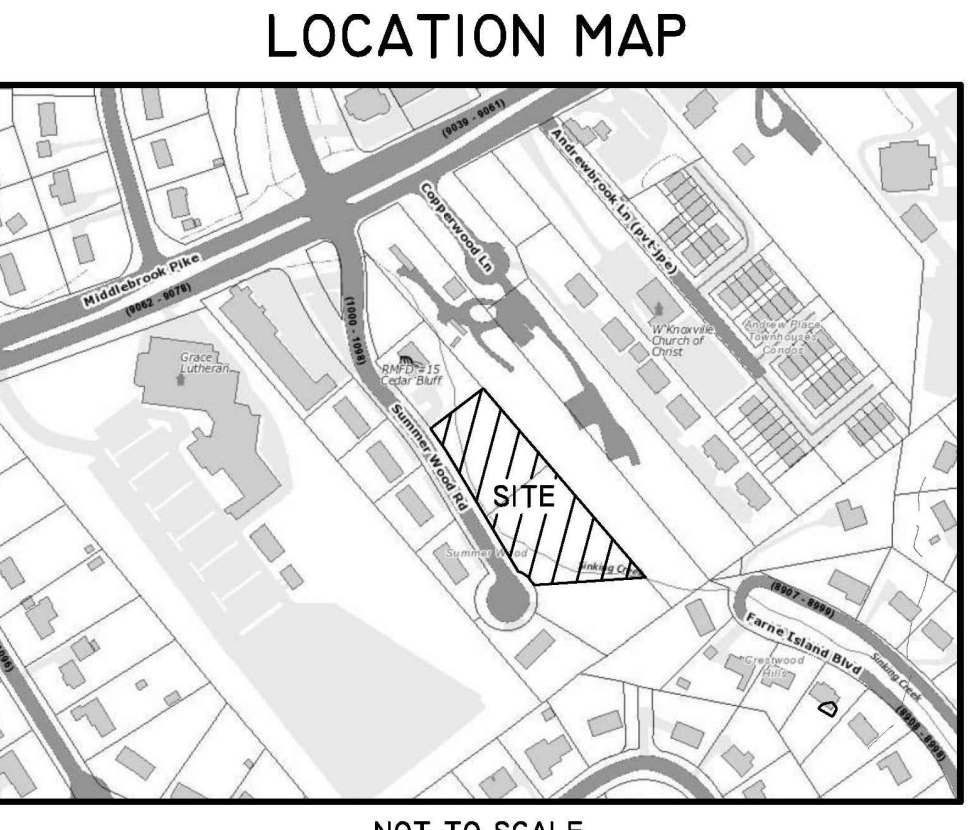 LOCATION MAP
(9039 - 9061)
Andrewbrook Ln (pvt-jpe)
Copperwood Ln
Middlebrook Pike
(9062 - 9078)
(1000 - 1098)
W Knoxville
Church of
Christ
Andrew Place
Townhouses
Condos
Grace
Lutheran
RMFD #15
Cedar Bluff
Summer Wood Rd
SITE
Summer Wood
Sinking Creek
(8907 - 8999)
Farne Island Blvd
Sinking Creek
Crestwood
Hills
(8908 - 8998)
NOT TO SCALE